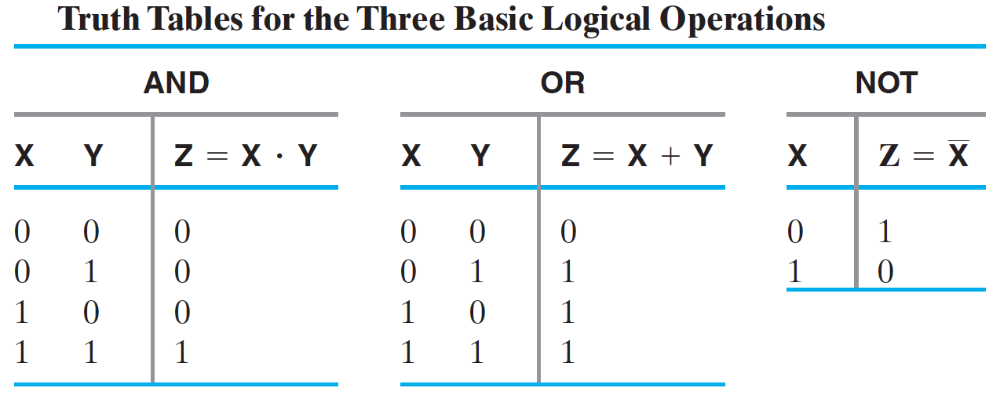 Truth Tables for the Three Basic Logical Operations
AND OR NOT
X Y Z = X · Y X Y Z = X + Y X Z = X̅
0 0 0 0 0 0 0 1
0 1 0 0 1 1 1 0
1 0 0 1 0 1
1 1 1 1 1 1